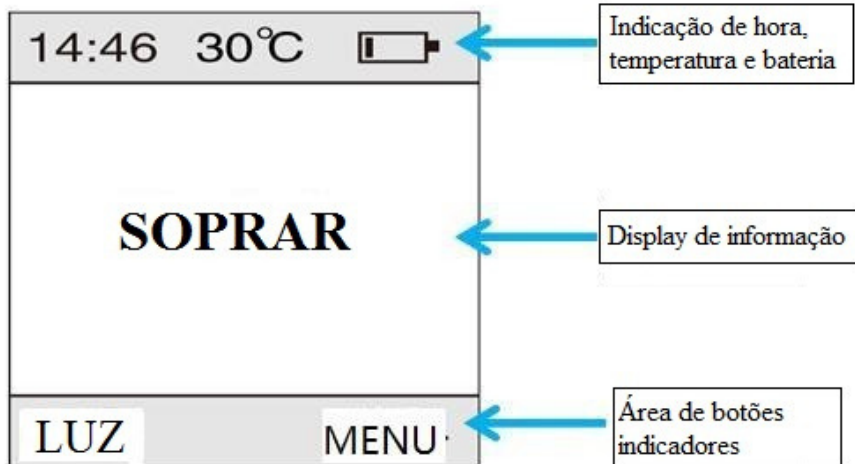 14:46 30℃
Indicação de hora,
temperatura e bateria
SOPRAR
Display de informação
LUZ MENU
Área de botões
indicadores